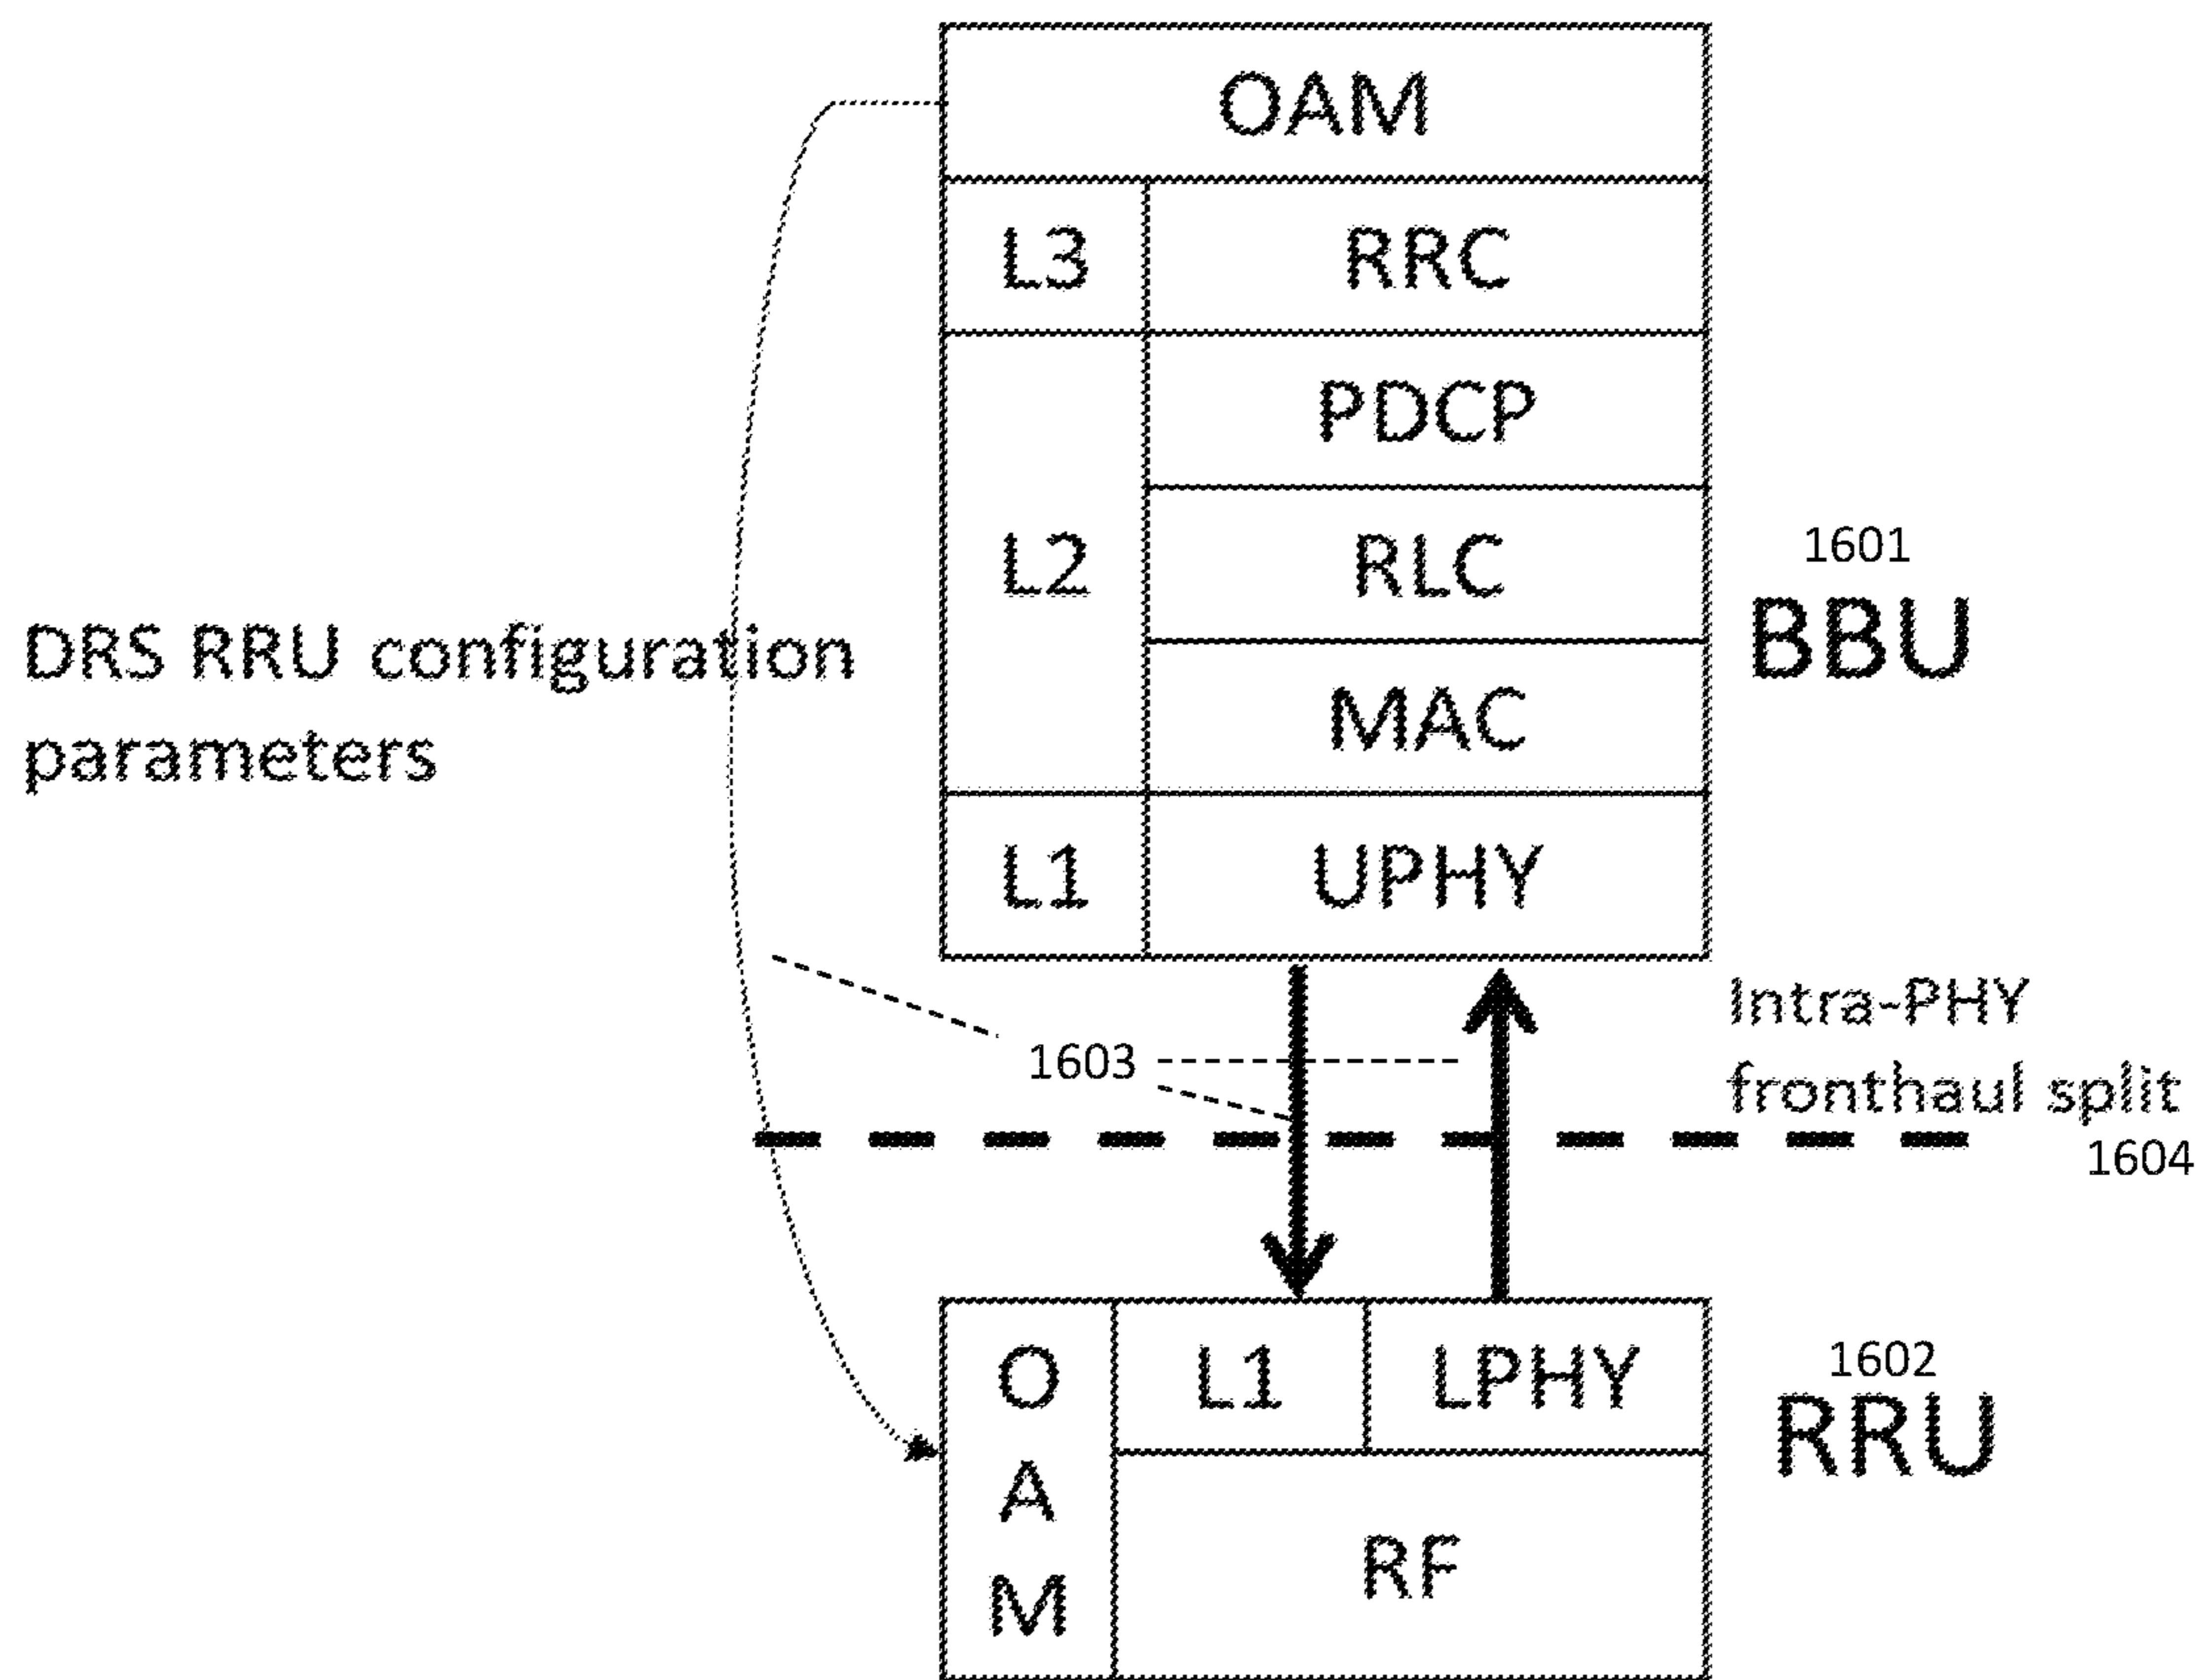 OAM
L3 RRC
PDCP
L2 RLC
1601
BBU
DRS RRU configuration
parameters
MAC
L1 UPHY
Intra-PHY
fronthaul split
1603
1604
O
A
M
L1 LPHY
RF
1602
RRU